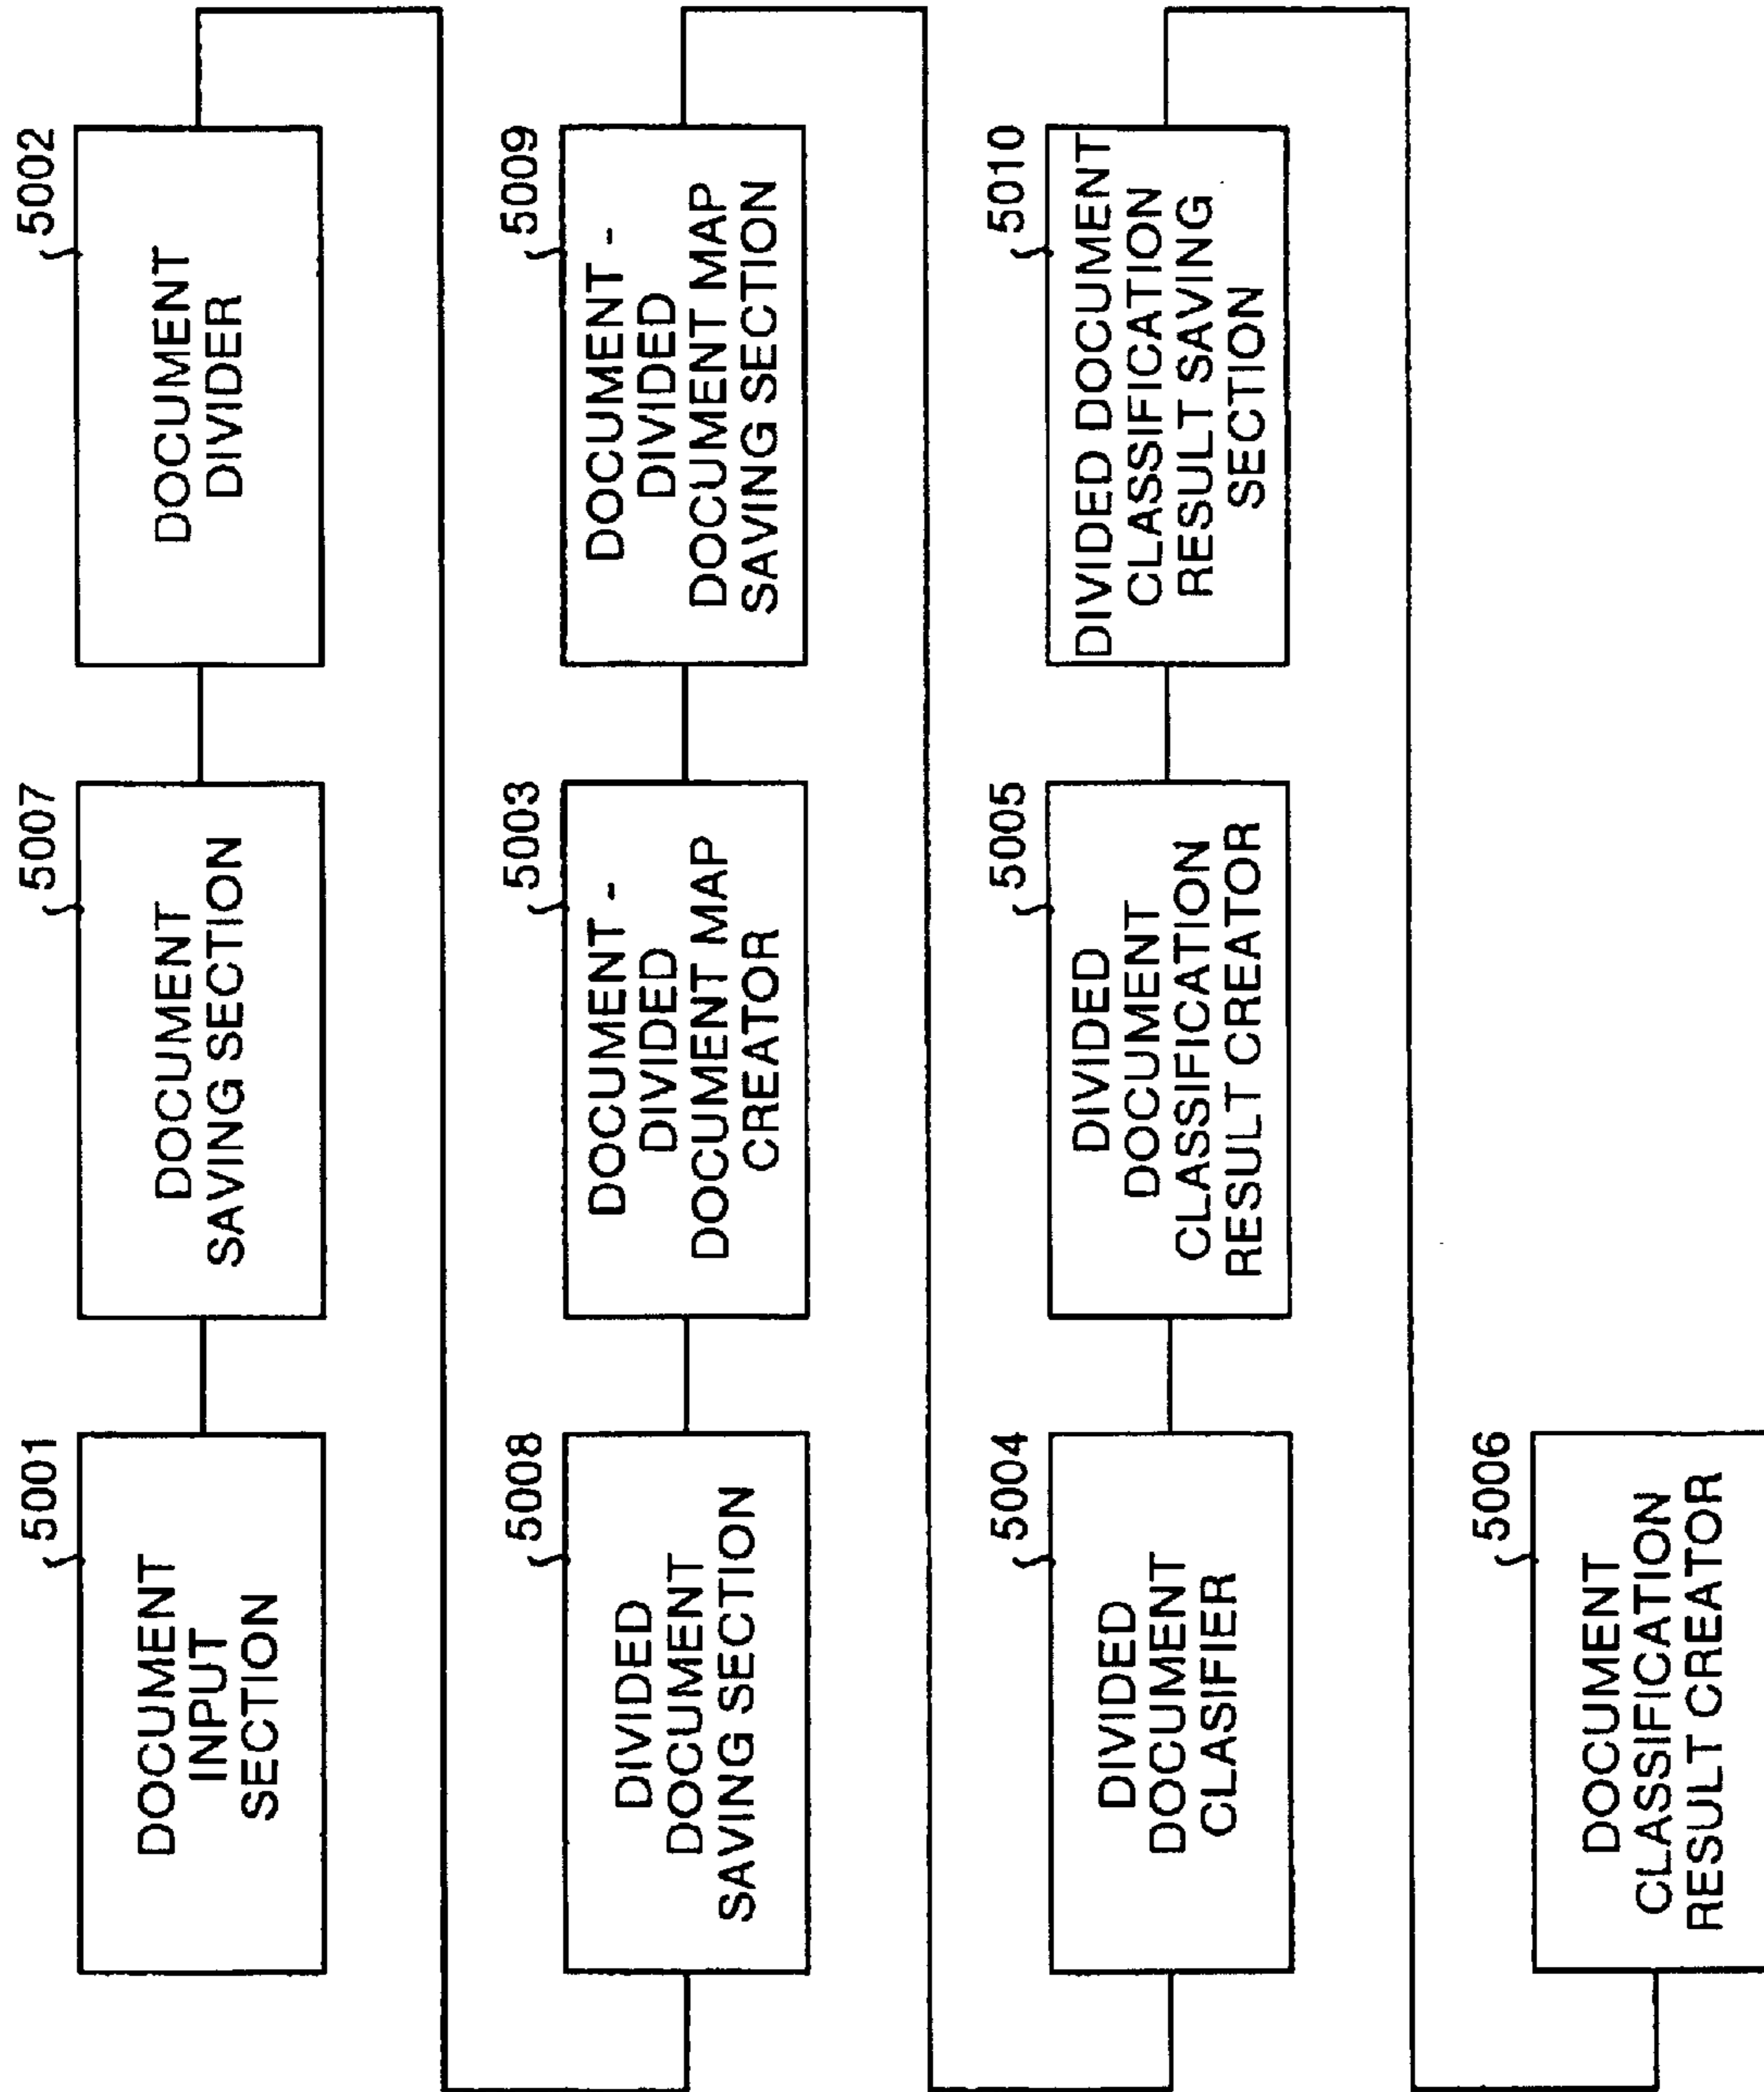 5001
DOCUMENT
INPUT
SECTION
5007
DOCUMENT
SAVING SECTION
5002
DOCUMENT
DIVIDER
5008
DIVIDED
DOCUMENT
SAVING SECTION
5003
DOCUMENT -
DIVIDED
DOCUMENT MAP
CREATOR
5009
DOCUMENT -
DIVIDED
DOCUMENT MAP
SAVING SECTION
5004
DIVIDED
DOCUMENT
CLASIFIER
5005
DIVIDED
DOCUMENT
CLASSIFICATION
RESULT CREATOR
5010
DIVIDED DOCUMENT
CLASSIFICATION
RESULT SAVING
SECTION
5006
DOCUMENT
CLASSIFICATION
RESULT CREATOR